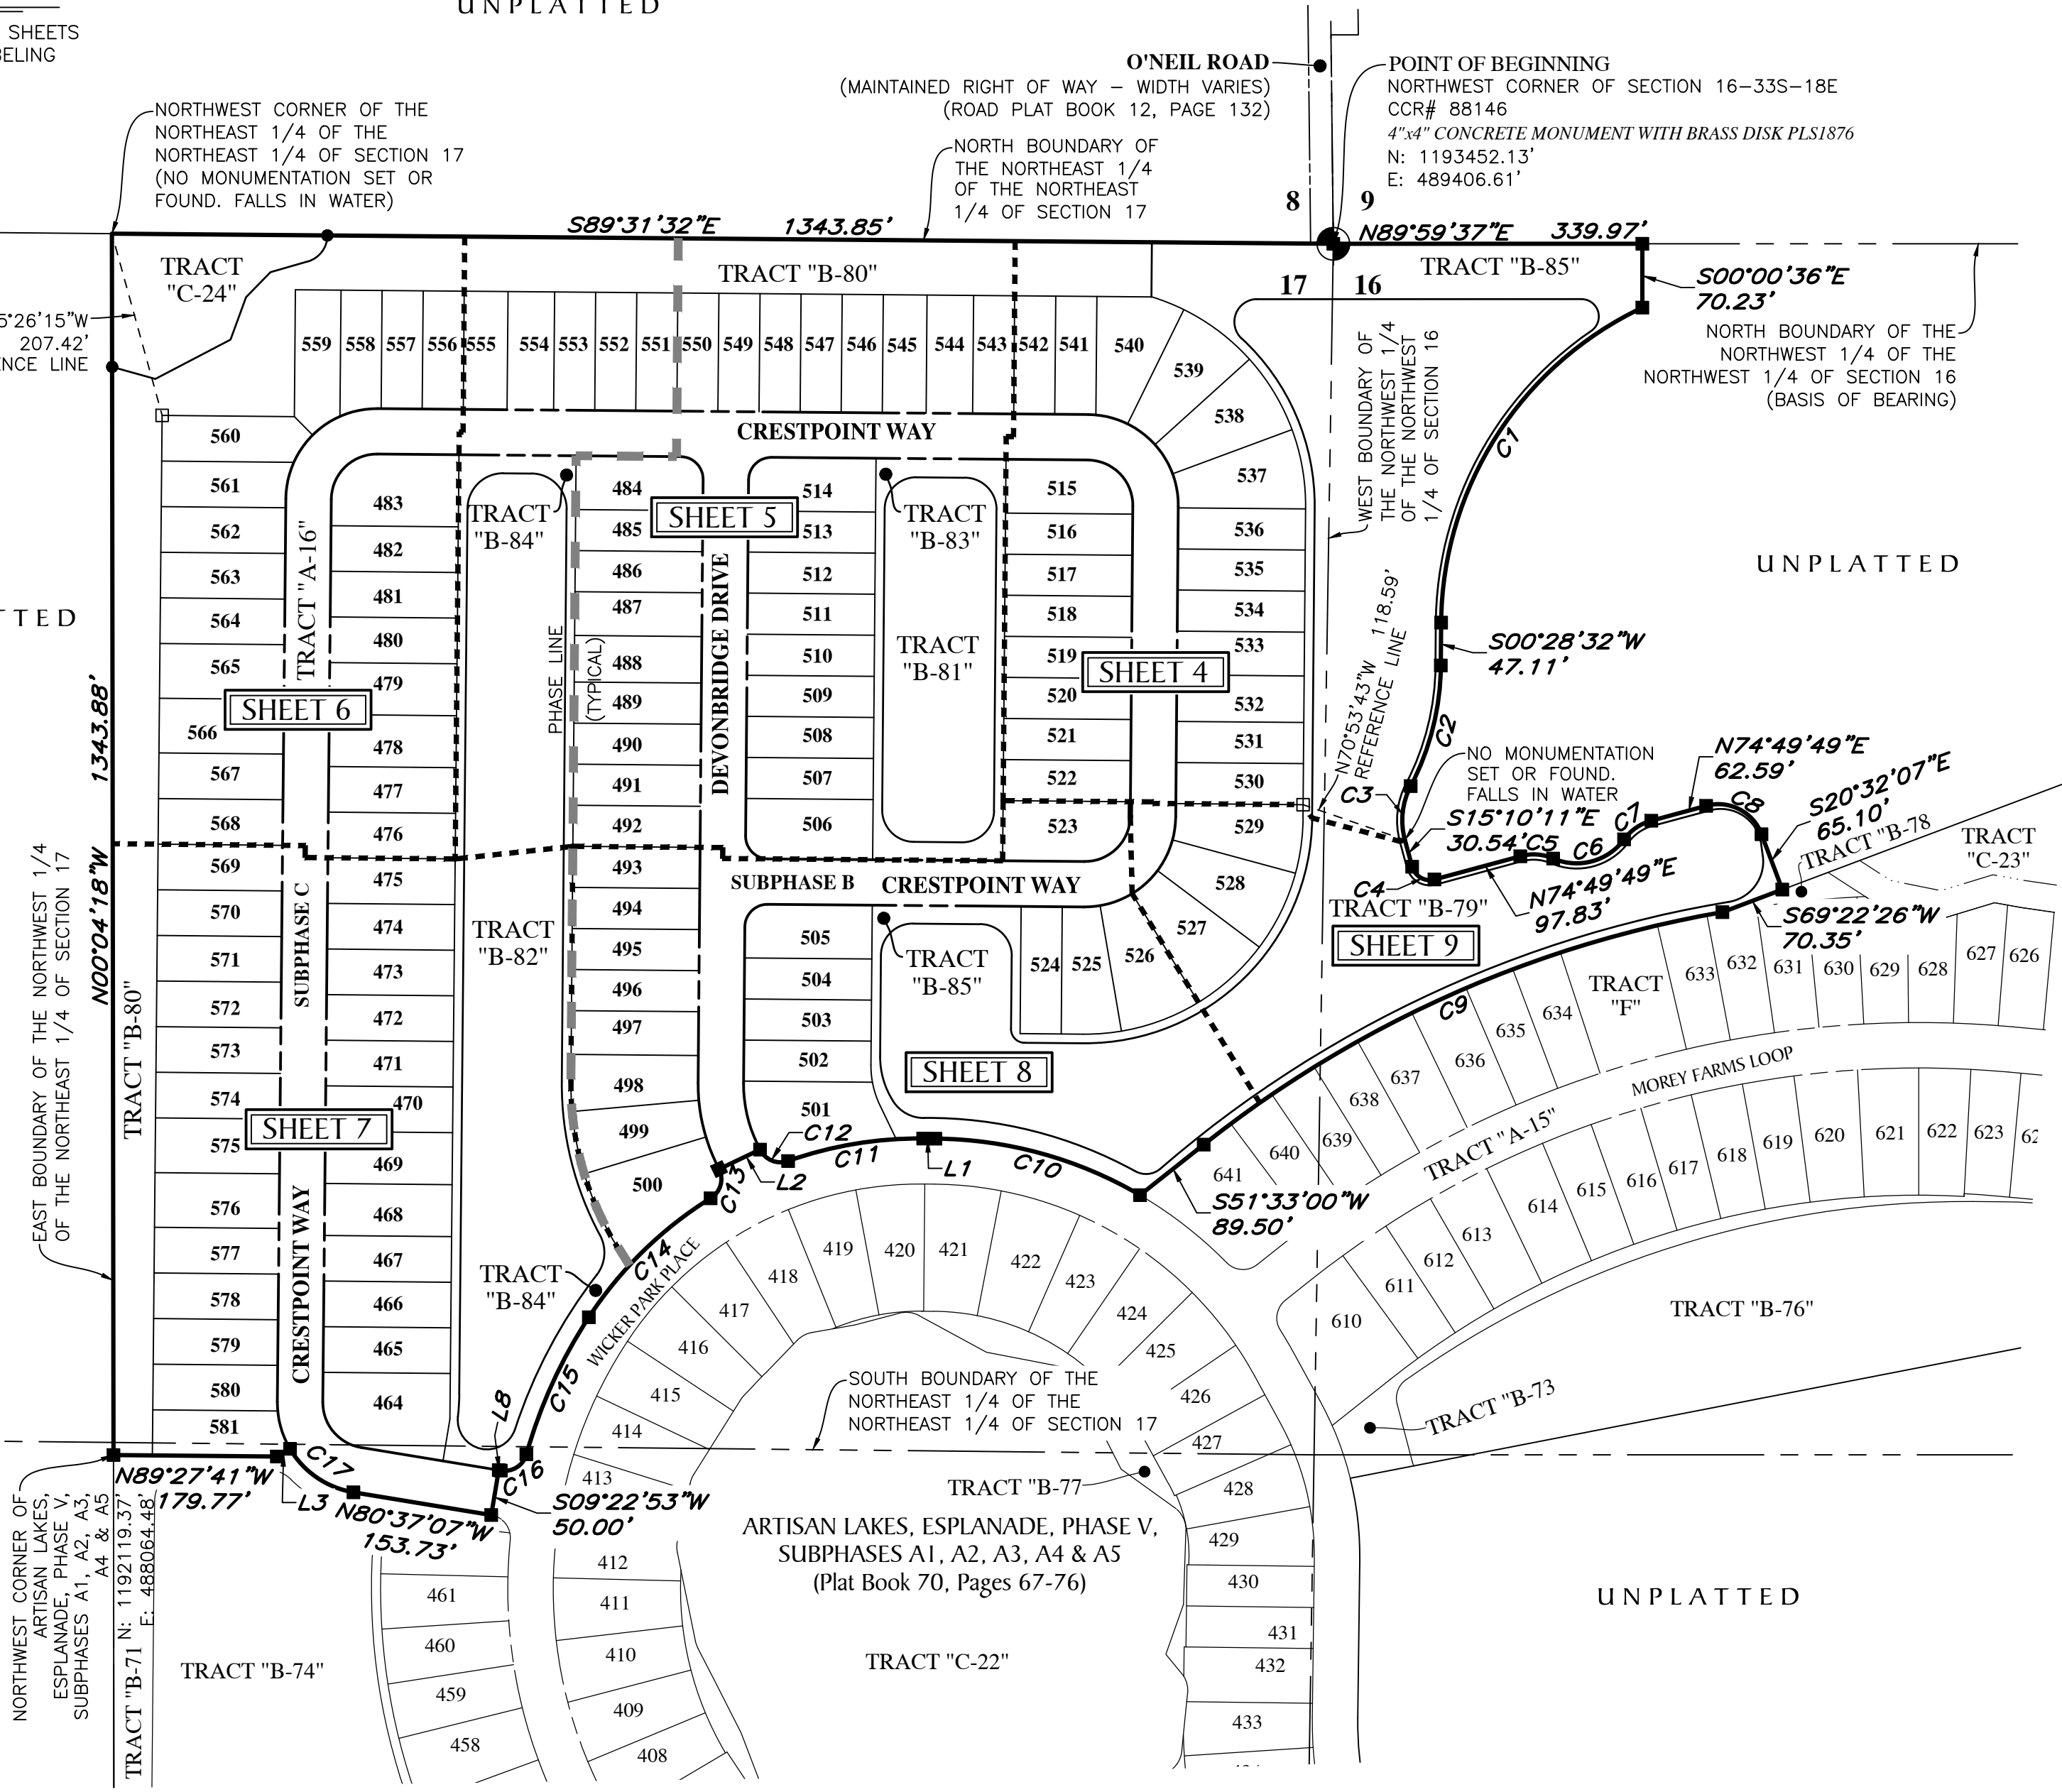 UNPLATTED
SHEETS
BELING
O'NEIL ROAD
(MAINTAINED RIGHT OF WAY – WIDTH VARIES)
(ROAD PLAT BOOK 12, PAGE 132)
POINT OF BEGINNING
NORTHWEST CORNER OF SECTION 16-33S-18E
CCR# 88146
4"x4" CONCRETE MONUMENT WITH BRASS DISK PLS1876
N: 1193452.13'
E: 489406.61'
NORTHWEST CORNER OF THE
NORTHEAST 1/4 OF THE
NORTHEAST 1/4 OF SECTION 17
(NO MONUMENTATION SET OR
FOUND. FALLS IN WATER)
NORTH BOUNDARY OF
THE NORTHEAST 1/4
OF THE NORTHEAST
1/4 OF SECTION 17
8
9
17
16
S89°31'32"E 1343.85'
N89°59'37"E 339.97'
TRACT
"C-24"
TRACT "B-80"
TRACT "B-85"
S00°00'36"E
70.23'
NORTH BOUNDARY OF THE
NORTHWEST 1/4 OF THE
NORTHWEST 1/4 OF SECTION 16
(BASIS OF BEARING)
5°26'15"W
207.42'
ENCE LINE
WEST BOUNDARY OF
THE NORTHWEST 1/4
OF THE NORTHWEST
1/4 OF SECTION 16
559
558
557
556
555
554
553
552
551
550
549
548
547
546
545
544
543
542
541
540
539
538
537
536
535
534
533
532
531
530
529
528
527
526
525
524
CRESTPOINT WAY
560
561
562
563
564
565
566
567
568
569
570
571
572
573
574
575
576
577
578
579
580
581
TRACT "A-16"
SHEET 6
SUBPHASE C
SHEET 7
CRESTPOINT WAY
483
482
481
480
479
478
477
476
475
474
473
472
471
470
469
468
467
466
465
464
TRACT
"B-84"
PHASE LINE
(TYPICAL)
TRACT
"B-82"
TRACT
"B-84"
484
485
486
487
488
489
490
491
492
493
494
495
496
497
498
499
500
SHEET 5
DEVONBRIDGE DRIVE
514
513
512
511
510
509
508
507
506
SUBPHASE B CRESTPOINT WAY
505
504
503
502
501
TRACT
"B-83"
TRACT
"B-81"
TRACT
"B-85"
SHEET 8
515
516
517
518
519
520
521
522
523
SHEET 4
C1
UNPLATTED
TTED
S00°28'32"W
47.11'
C2
N70°53'43"W 118.59'
REFERENCE LINE
NO MONUMENTATION
SET OR FOUND.
FALLS IN WATER
C3
S15°10'11"E
30.54'
C4
C5
C6
C7
N74°49'49"E
62.59'
C8
S20°32'07"E
65.10'
N74°49'49"E
97.83'
TRACT "B-78
TRACT
"C-23"
TRACT "B-79"
SHEET 9
S69°22'26"W
70.35'
C9
TRACT
"F"
627
626
628
629
630
631
632
633
634
635
636
637
638
639
640
641
MOREY FARMS LOOP
TRACT "A-15"
610
611
612
613
614
615
616
617
618
619
620
621
622
623
62
S51°33'00"W
89.50'
C10
L1
C11
C12
L2
C13
C14
WICKER PARK PLACE
C15
L8
C16
C17
L3
TRACT "B-76"
TRACT "B-73
1343.88'
N00°04'18"W
EAST BOUNDARY OF THE NORTHWEST 1/4
OF THE NORTHEAST 1/4 OF SECTION 17
TRACT "B-80"
SOUTH BOUNDARY OF THE
NORTHEAST 1/4 OF THE
NORTHEAST 1/4 OF SECTION 17
N89°27'41"W
179.77'
N80°37'07"W
153.73'
S09°22'53"W
50.00'
NORTHWEST CORNER OF
ARTISAN LAKES,
ESPLANADE, PHASE V,
SUBPHASES A1, A2, A3,
A4 & A5
N: 1192119.37'
E: 488064.48'
TRACT "B-71
TRACT "B-74"
461
460
459
458
408
409
410
411
412
413
414
415
416
417
418
419
420
421
422
423
424
425
426
427
428
429
430
431
432
433
TRACT "B-77
ARTISAN LAKES, ESPLANADE, PHASE V,
SUBPHASES A1, A2, A3, A4 & A5
(Plat Book 70, Pages 67-76)
TRACT "C-22"
UNPLATTED